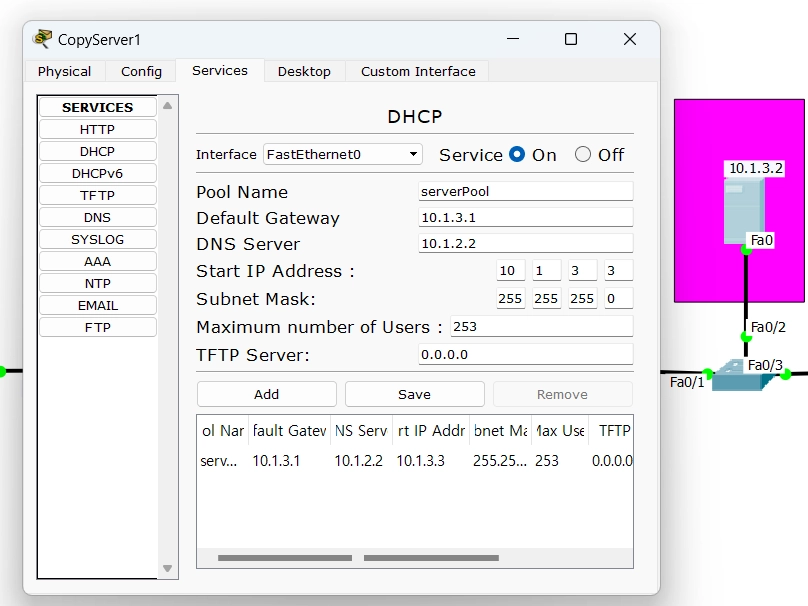 CopyServer1
Physical Config Services Desktop Custom Interface
SERVICES
HTTP
DHCP
DHCPv6
TFTP
DNS
SYSLOG
AAA
NTP
EMAIL
FTP
DHCP
Interface FastEthernet0 Service On Off
Pool Name serverPool
Default Gateway 10.1.3.1
DNS Server 10.1.2.2
Start IP Address : 10 1 3 3
Subnet Mask: 255 255 255 0
Maximum number of Users : 253
TFTP Server: 0.0.0.0
Add Save Remove
ol Nar fault Gatew NS Serv rt IP Addr bnet Ma Max Use TFTP
serv... 10.1.3.1 10.1.2.2 10.1.3.3 255.25... 253 0.0.0.0
10.1.3.2
Fa0
Fa0/2
Fa0/3
Fa0/1